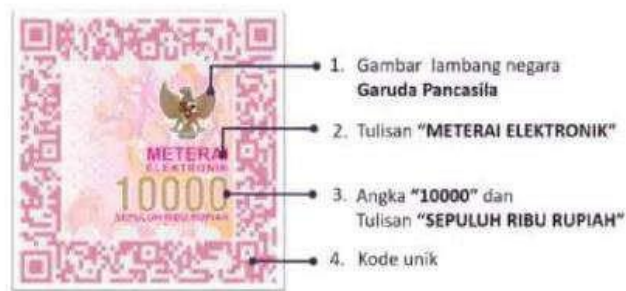 METERAI
ELEKTRONIK
10000
SEPULUH RIBU RUPIAH
1. Gambar lambang negara
Garuda Pancasila
2. Tulisan "METERAI ELEKTRONIK"
3. Angka "10000" dan
Tulisan "SEPULUH RIBU RUPIAH"
4. Kode unik